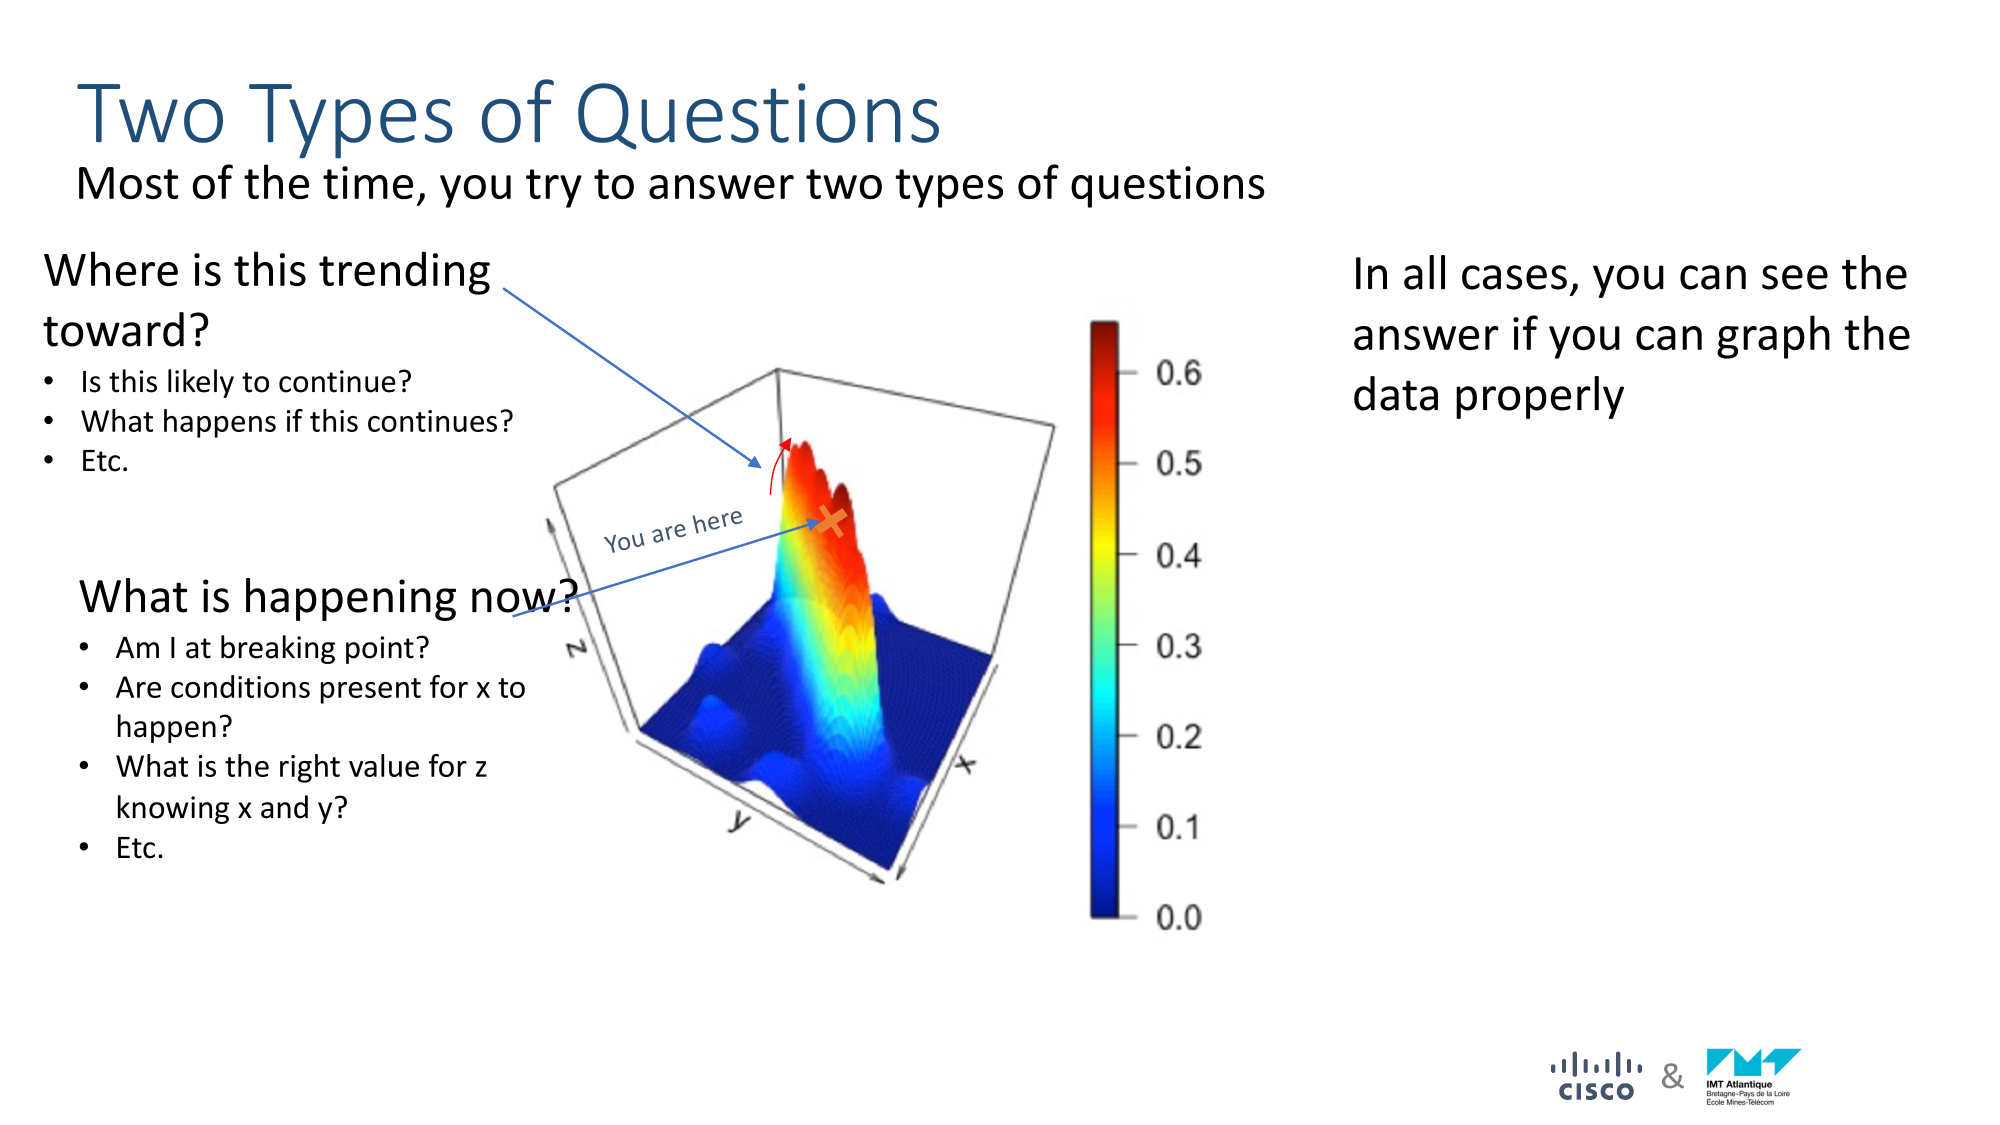 Two Types of Questions
Most of the time, you try to answer two types of questions
Where is this trending
toward?
• Is this likely to continue?
• What happens if this continues?
• Etc.
You are here
What is happening now?
• Am I at breaking point?
• Are conditions present for x to
happen?
• What is the right value for z
knowing x and y?
• Etc.
z
y
x
0.6
0.5
0.4
0.3
0.2
0.1
0.0
In all cases, you can see the
answer if you can graph the
data properly
CISCO
&
IMT Atlantique
Bretagne-Pays de la Loire
École Mines-Télécom